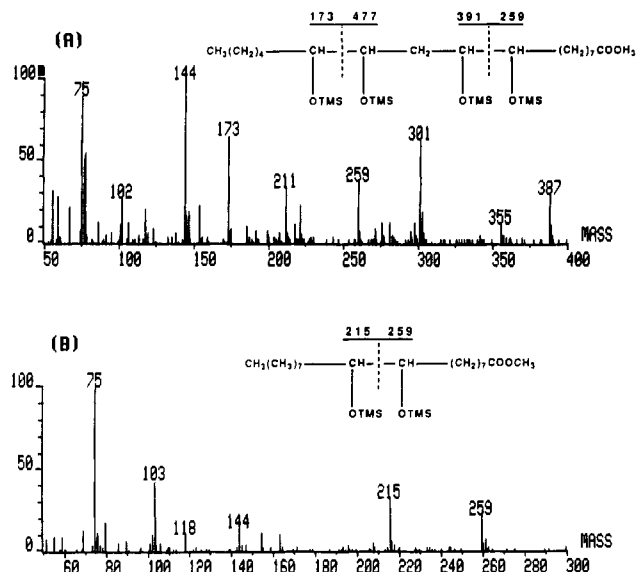 173 477 391 259
(A)
CH₃(CH₂)₄ CH CH CH₂ CH CH (CH₂)₇COOH₃
OTMS OTMS OTMS OTMS
100
75
144
173
301
50
102
211
259
387
355
0
50 100 150 200 250 300 350 400
MASS
(B)
215 259
CH₃(CH₂)₇ CH CH (CH₂)₇COOCH₃
OTMS OTMS
100
75
50
103
215
118
144
259
0
60 80 100 120 140 160 180 200 220 240 260 280 300
MASS